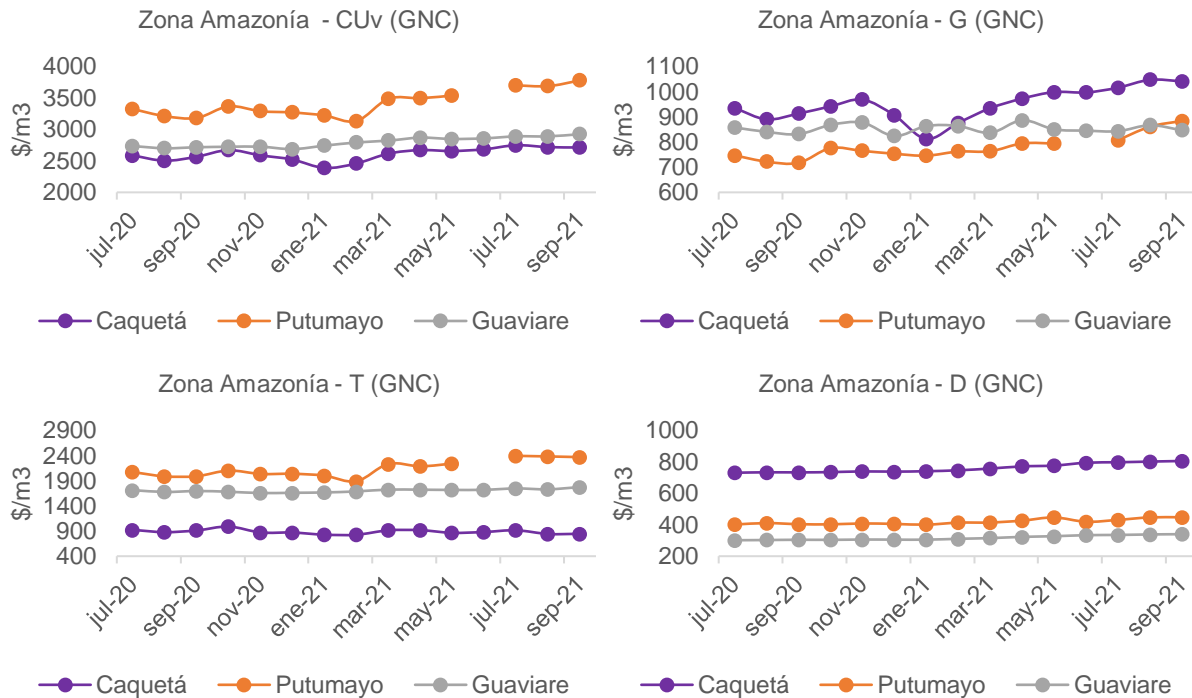 Zona Amazonía - CUv (GNC)
$/m3
4000
3500
3000
2500
2000
jul-20
sep-20
nov-20
ene-21
mar-21
may-21
jul-21
sep-21
Caquetá Putumayo Guaviare
Zona Amazonía - G (GNC)
$/m3
1100
1000
900
800
700
600
jul-20
sep-20
nov-20
ene-21
mar-21
may-21
jul-21
sep-21
Caquetá Putumayo Guaviare
Zona Amazonía - T (GNC)
$/m3
2900
2400
1900
1400
900
400
jul-20
sep-20
nov-20
ene-21
mar-21
may-21
jul-21
sep-21
Caquetá Putumayo Guaviare
Zona Amazonía - D (GNC)
$/m3
1000
800
600
400
200
jul-20
sep-20
nov-20
ene-21
mar-21
may-21
jul-21
sep-21
Caquetá Putumayo Guaviare